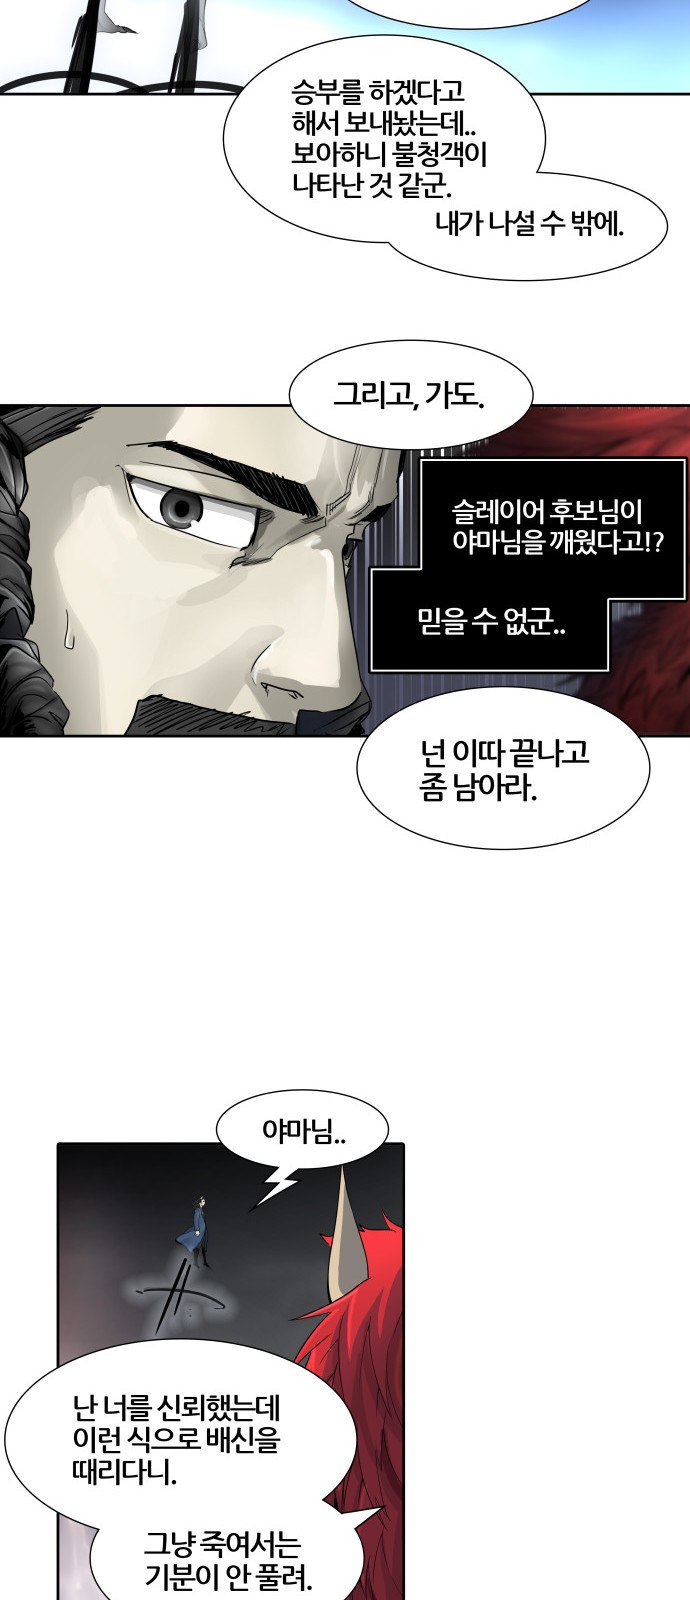 승부를 하겠다고
해서 보내놨는데..
보아하니 불청객이
나타난 것 같군.
내가 나설 수 밖에.
그리고, 가도.
슬레이어 후보님이
야마님을 깨웠다고!?
믿을 수 없군..
넌 이따 끝나고
좀 남아라.
야마님..
난 너를 신뢰했는데
이런 식으로 배신을
때리다니.
그냥 죽여서는
기분이 안 풀려.